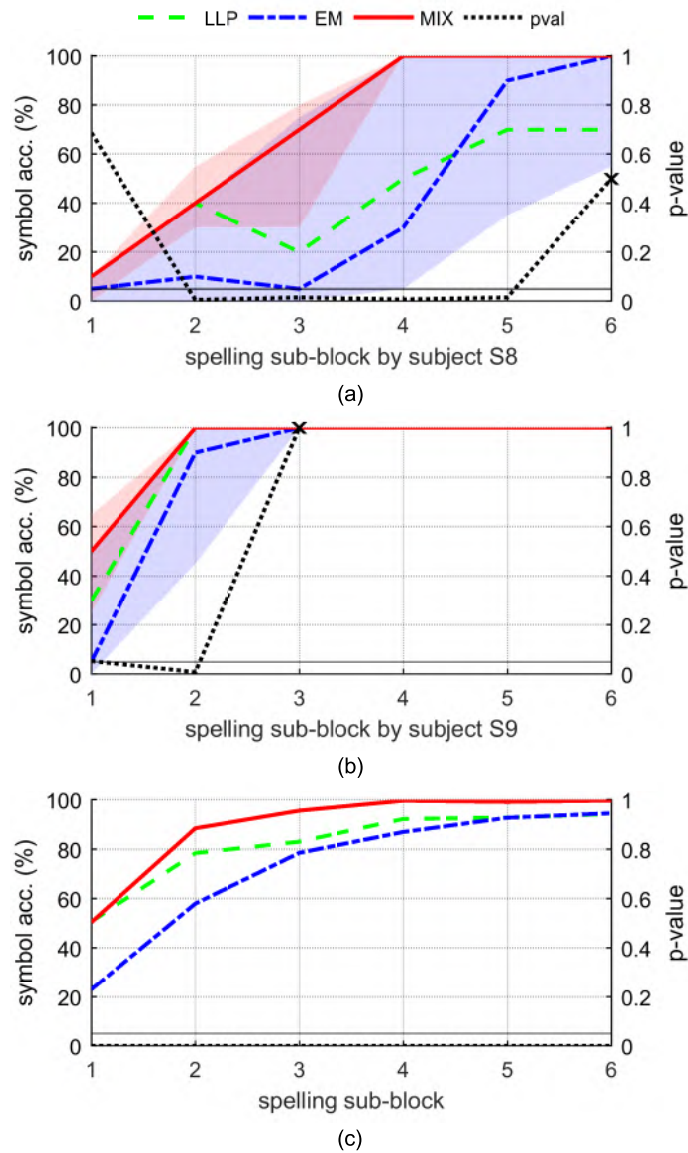 LLP EM MIX pval
100 1
80 0.8
60 0.6
40 0.4
20 0.2
0 0
symbol acc. (%)
p-value
1 2 3 4 5 6
spelling sub-block by subject S8
(a)
100 1
80 0.8
60 0.6
40 0.4
20 0.2
0 0
symbol acc. (%)
p-value
1 2 3 4 5 6
spelling sub-block by subject S9
(b)
100 1
80 0.8
60 0.6
40 0.4
20 0.2
0 0
symbol acc. (%)
p-value
1 2 3 4 5 6
spelling sub-block
(c)